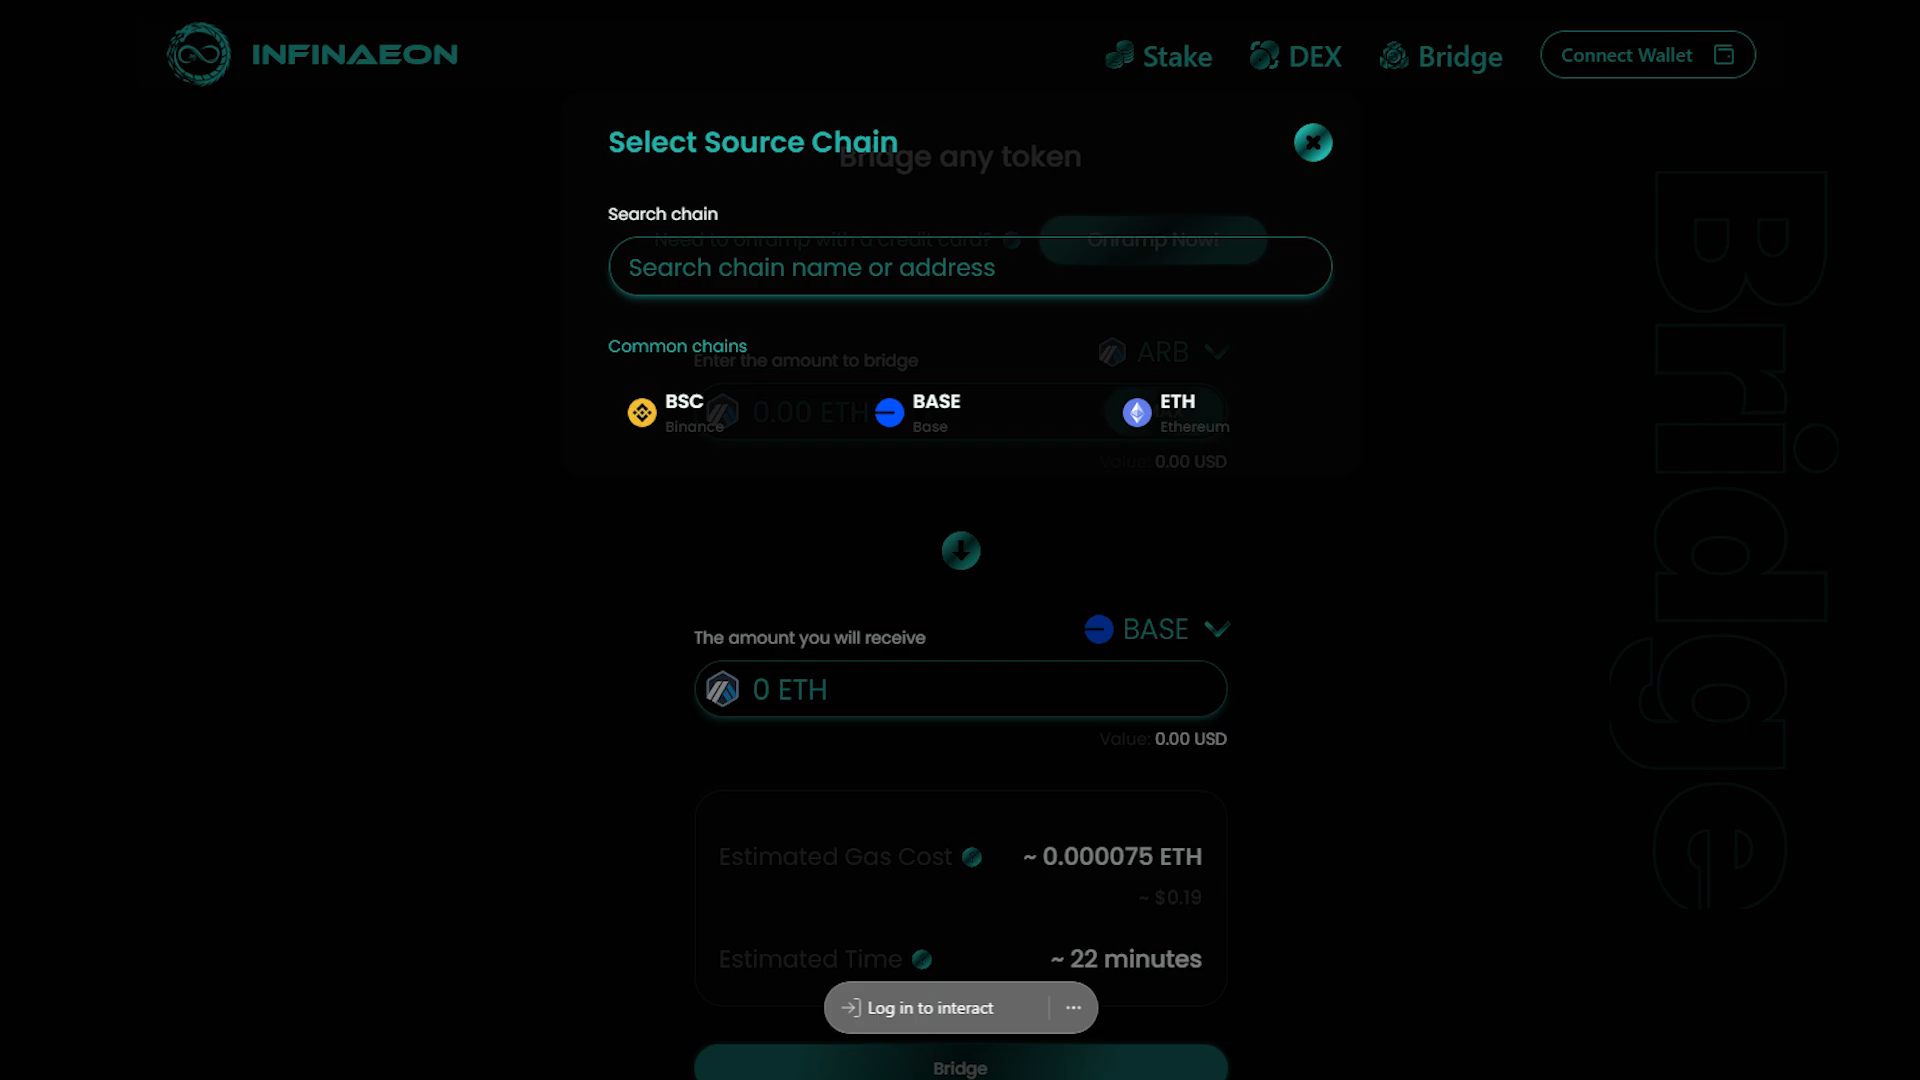 INFINAEON
Stake
DEX
Bridge
Connect Wallet
Select Source Chain
Bridge any token
Search chain
Need to onramp with a credit card?
Onramp Now!
Search chain name or address
Common chains
Enter the amount to bridge
ARB
BSC
Binance
0.00 ETH
BASE
Base
ETH
Ethereum
Value: 0.00 USD
The amount you will receive
BASE
0 ETH
Value: 0.00 USD
Estimated Gas Cost
~ 0.000075 ETH
~ $0.19
Estimated Time
~ 22 minutes
Log in to interact
Bridge
Bridge